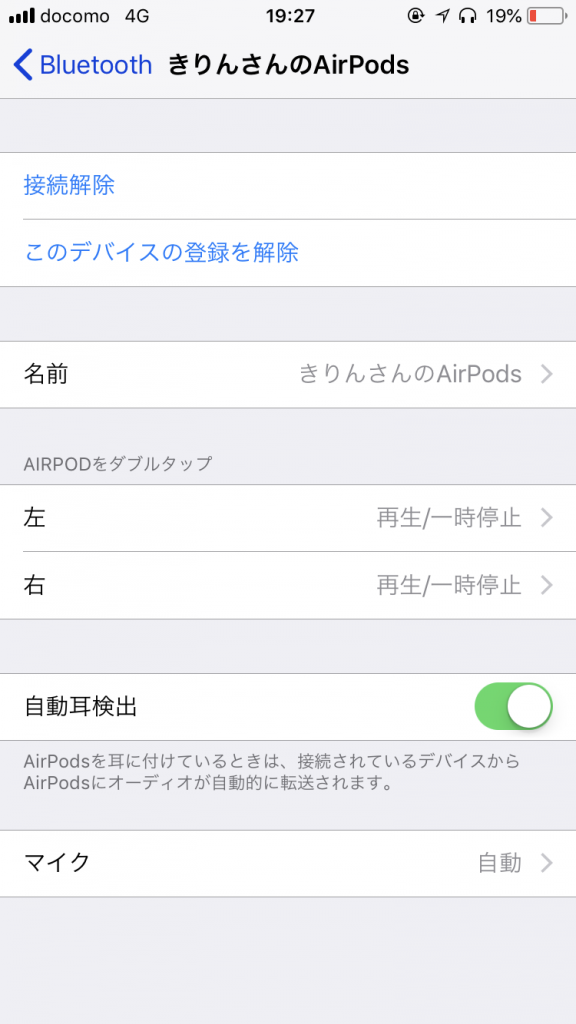 docomo 4G 19:27 19%
Bluetooth きりんさんのAirPods
接続解除
このデバイスの登録を解除
名前 きりんさんのAirPods
AIRPODをダブルタップ
左 再生/一時停止
右 再生/一時停止
自動耳検出
AirPodsを耳に付けているときは、接続されているデバイスから
AirPodsにオーディオが自動的に転送されます。
マイク 自動